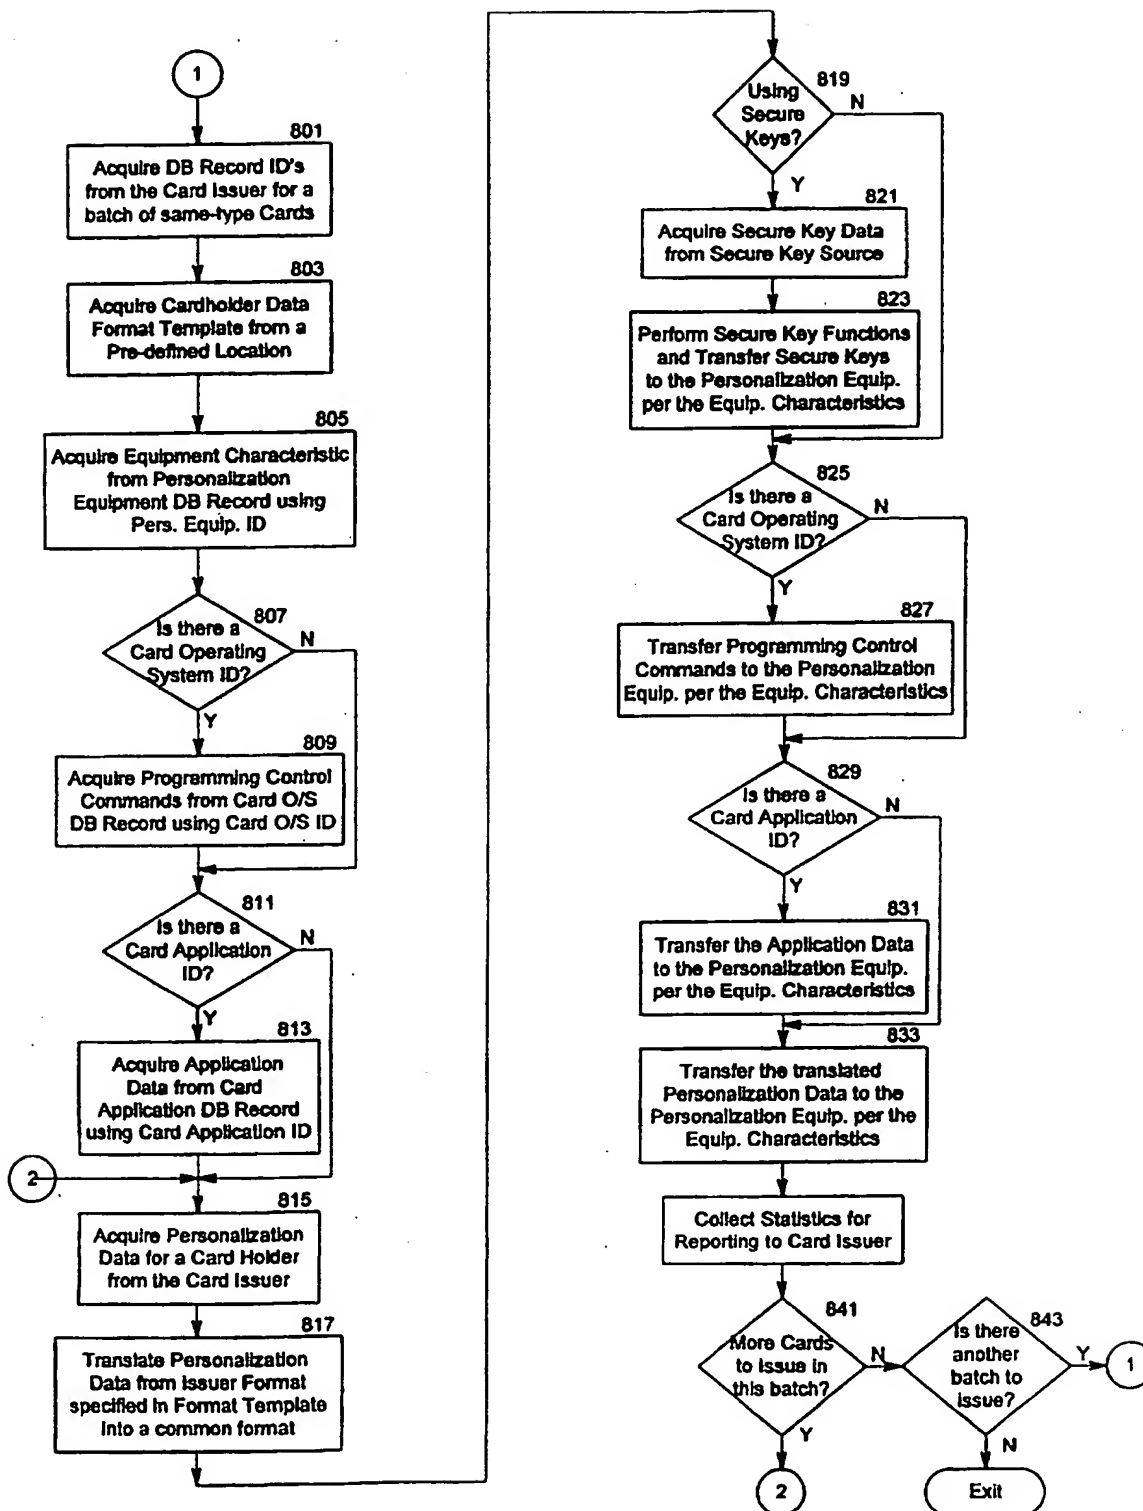 1
801
Acquire DB Record ID's
from the Card Issuer for a
batch of same-type Cards
803
Acquire Cardholder Data
Format Template from a
Pre-defined Location
805
Acquire Equipment Characteristic
from Personalization
Equipment DB Record using
Pers. Equip. ID
807
Is there a
Card Operating
System ID?
N
Y
809
Acquire Programming Control
Commands from Card O/S
DB Record using Card O/S ID
811
Is there a
Card Application
ID?
N
Y
813
Acquire Application
Data from Card
Application DB Record
using Card Application ID
2
815
Acquire Personalization
Data for a Card Holder
from the Card Issuer
817
Translate Personalization
Data from Issuer Format
specified in Format Template
into a common format
819
Using
Secure
Keys?
N
Y
821
Acquire Secure Key Data
from Secure Key Source
823
Perform Secure Key Functions
and Transfer Secure Keys
to the Personalization Equip.
per the Equip. Characteristics
825
Is there a
Card Operating
System ID?
N
Y
827
Transfer Programming Control
Commands to the Personalization
Equip. per the Equip. Characteristics
829
Is there a
Card Application
ID?
N
Y
831
Transfer the Application Data
to the Personalization Equip.
per the Equip. Characteristics
833
Transfer the translated
Personalization Data to the
Personalization Equip. per the
Equip. Characteristics
Collect Statistics for
Reporting to Card Issuer
841
More Cards
to Issue in
this batch?
N
Y
2
843
Is there
another
batch to
issue?
Y
1
N
Exit